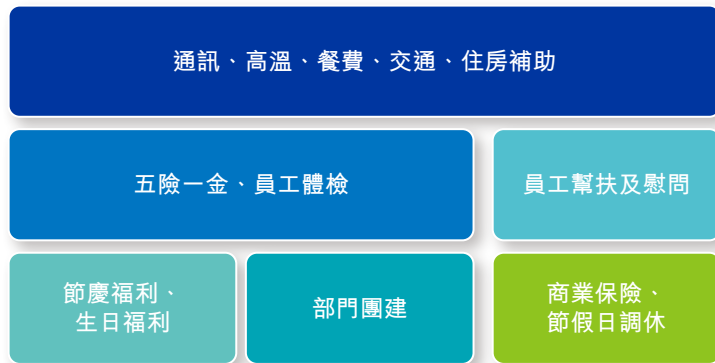 通訊、高溫、餐費、交通、住房補助
五險一金、員工體檢
員工幫扶及慰問
節慶福利、
生日福利
部門團建
商業保險、
節假日調休